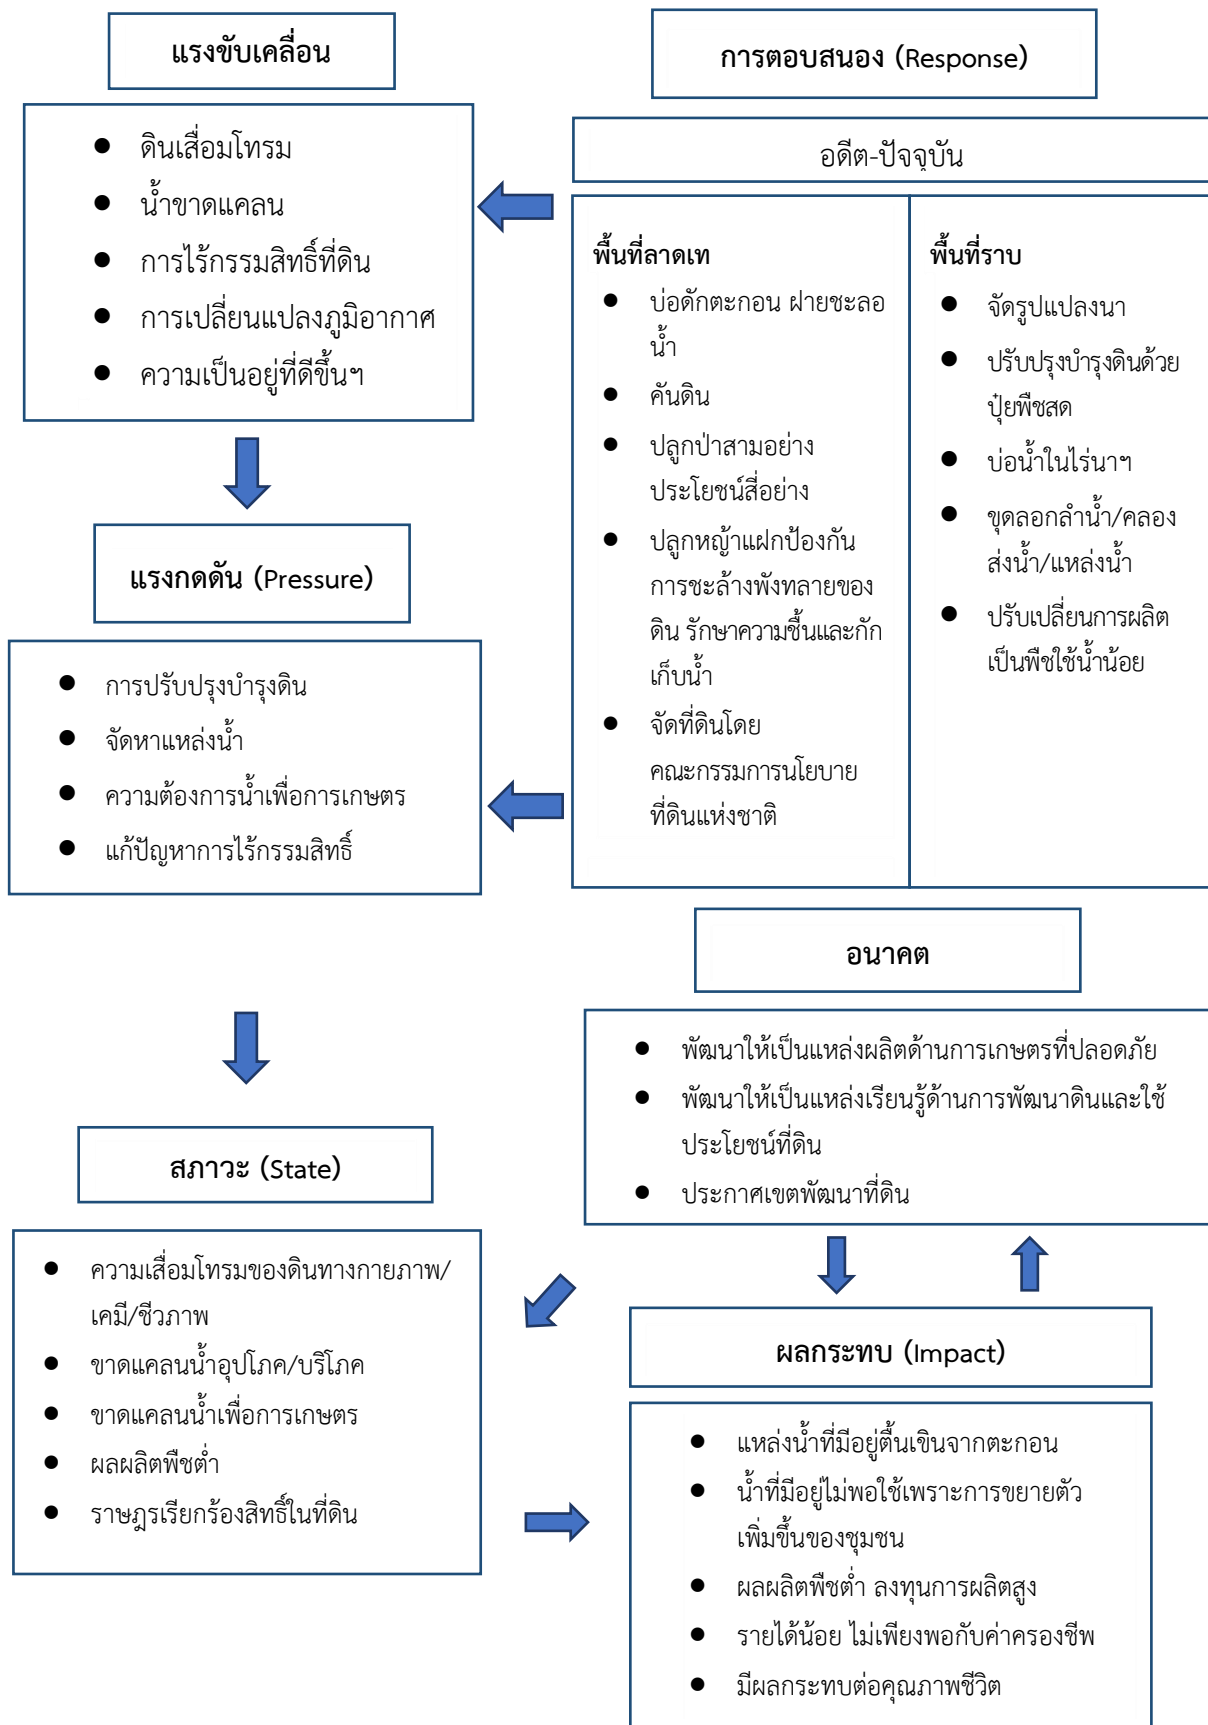 แรงขับเคลื่อน
ดินเสื่อมโทรม
น้ำขาดแคลน
การไร้กรรมสิทธิ์ที่ดิน
การเปลี่ยนแปลงภูมิอากาศ
ความเป็นอยู่ที่ดีขึ้นฯ
แรงกดดัน (Pressure)
การปรับปรุงบำรุงดิน
จัดหาแหล่งน้ำ
ความต้องการน้ำเพื่อการเกษตร
แก้ปัญหาการไร้กรรมสิทธิ์
สภาวะ (State)
ความเสื่อมโทรมของดินทางกายภาพ/
เคมี/ชีวภาพ
ขาดแคลนน้ำอุปโภค/บริโภค
ขาดแคลนน้ำเพื่อการเกษตร
ผลผลิตพืชต่ำ
ราษฎรเรียกร้องสิทธิ์ในที่ดิน
การตอบสนอง (Response)
อดีต-ปัจจุบัน
พื้นที่ลาดเท
บ่อดักตะกอน ฝายชะลอ
น้ำ
คันดิน
ปลูกป่าสามอยาง
ประโยชน์สี่อย่าง
ปลูกหญ้าแฝกป้องกัน
การชะล้างพังทลายของ
ดิน รักษาความชื้นและกัก
เก็บน้ำ
จัดที่ดินโดย
คณะกรรมการนโยบาย
ที่ดินแห่งชาติ
พื้นที่ราบ
จัดรูปแปลงนา
ปรับปรุงบำรุงดินด้วย
ปุ๋ยพืชสด
บ่อน้ำในไร่นาฯ
ขุดลอกลำน้ำ/คลอง
ส่งน้ำ/แหล่งน้ำ
ปรับเปลี่ยนการผลิต
เป็นพืชใช้น้ำน้อย
อนาคต
พัฒนาให้เป็นแหล่งผลิตด้านการเกษตรที่ปลอดภัย
พัฒนาให้เป็นแหล่งเรียนรู้ด้านการพัฒนาดินและใช้
ประโยชน์ที่ดิน
ประกาศเขตพัฒนาที่ดิน
ผลกระทบ (Impact)
แหล่งน้ำที่มีอยู่ตื้นเขินจากตะกอน
น้ำที่มีอยู่ไม่พอใช้เพราะการขยายตัว
เพิ่มขึ้นของชุมชน
ผลผลิตพืชต่ำ ลงทุนการผลิตสูง
รายได้น้อย ไม่เพียงพอกับค่าครองชีพ
มีผลกระทบต่อคุณภาพชีวิต